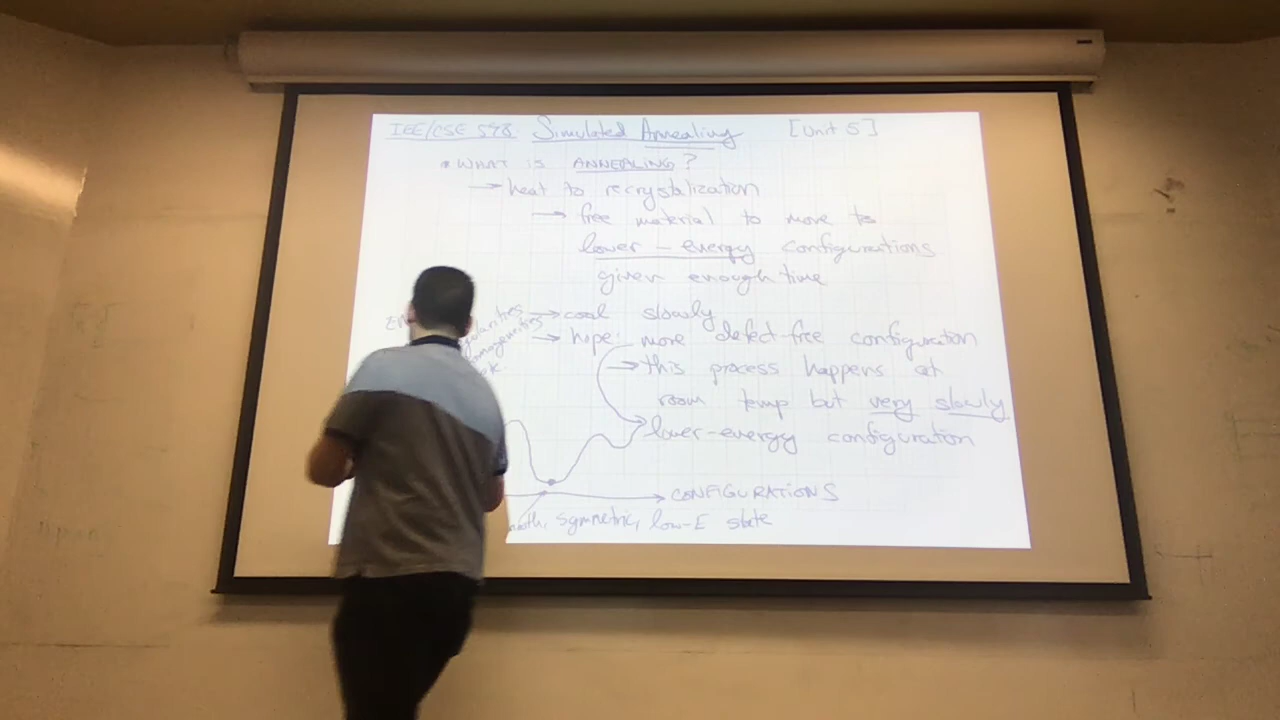 IEE/CSE 598 Simulated Annealing [Unit 5]
• WHAT IS ANNEALING?
→ heat to recrystalization
→ free material to move to
lower-energy configurations
given enough time
→ cool slowly
→ hope: more defect-free configuration
→ this process happens at
room temp but very slowly
lower-energy configuration
→ CONFIGURATIONS
symmetric, low-E state